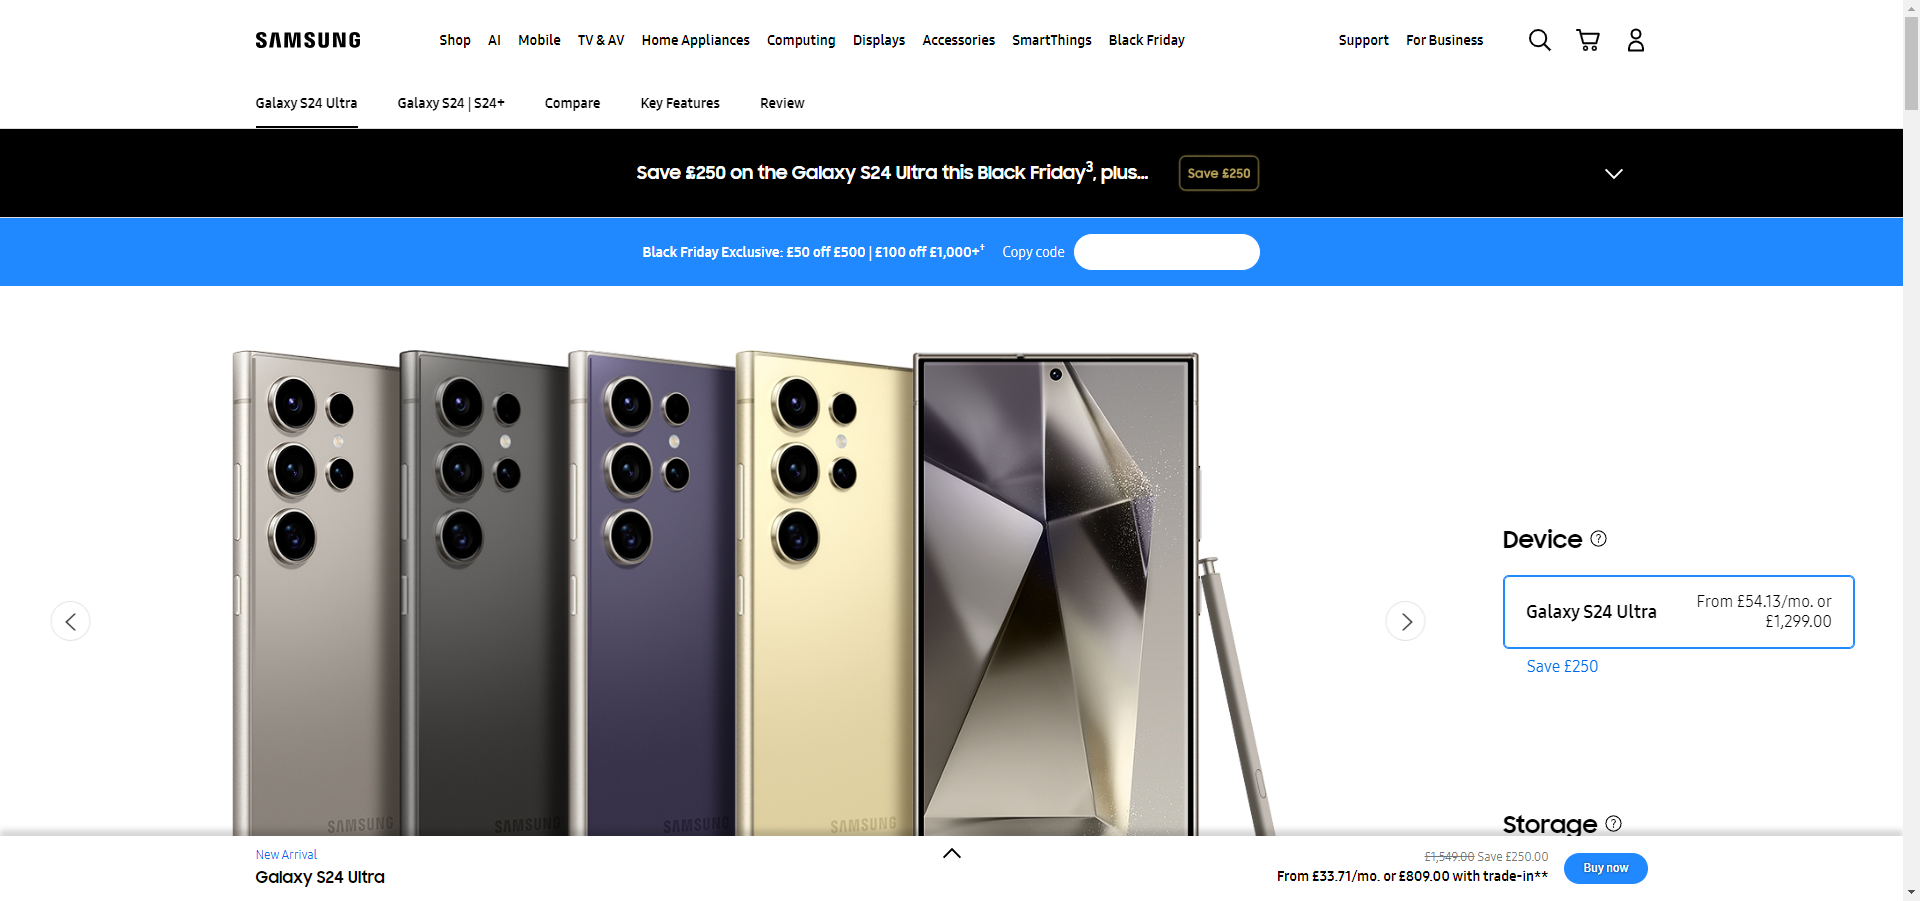 SAMSUNG
Shop AI Mobile TV & AV Home Appliances Computing Displays Accessories SmartThings Black Friday Support For Business
Galaxy S24 Ultra Galaxy S24 | S24+ Compare Key Features Review
Save £250 on the Galaxy S24 Ultra this Black Friday³, plus... Save £250
Black Friday Exclusive: £50 off £500 | £100 off £1,000+† Copy code
Device ?
Galaxy S24 Ultra From £54.13/mo. or
£1,299.00
Save £250
SAMSUNG SAMSUNG SAMSUNG SAMSUNG
Storage ?
New Arrival
Galaxy S24 Ultra
£1,549.00 Save £250.00
From £33.71/mo. or £809.00 with trade-in**
Buy now